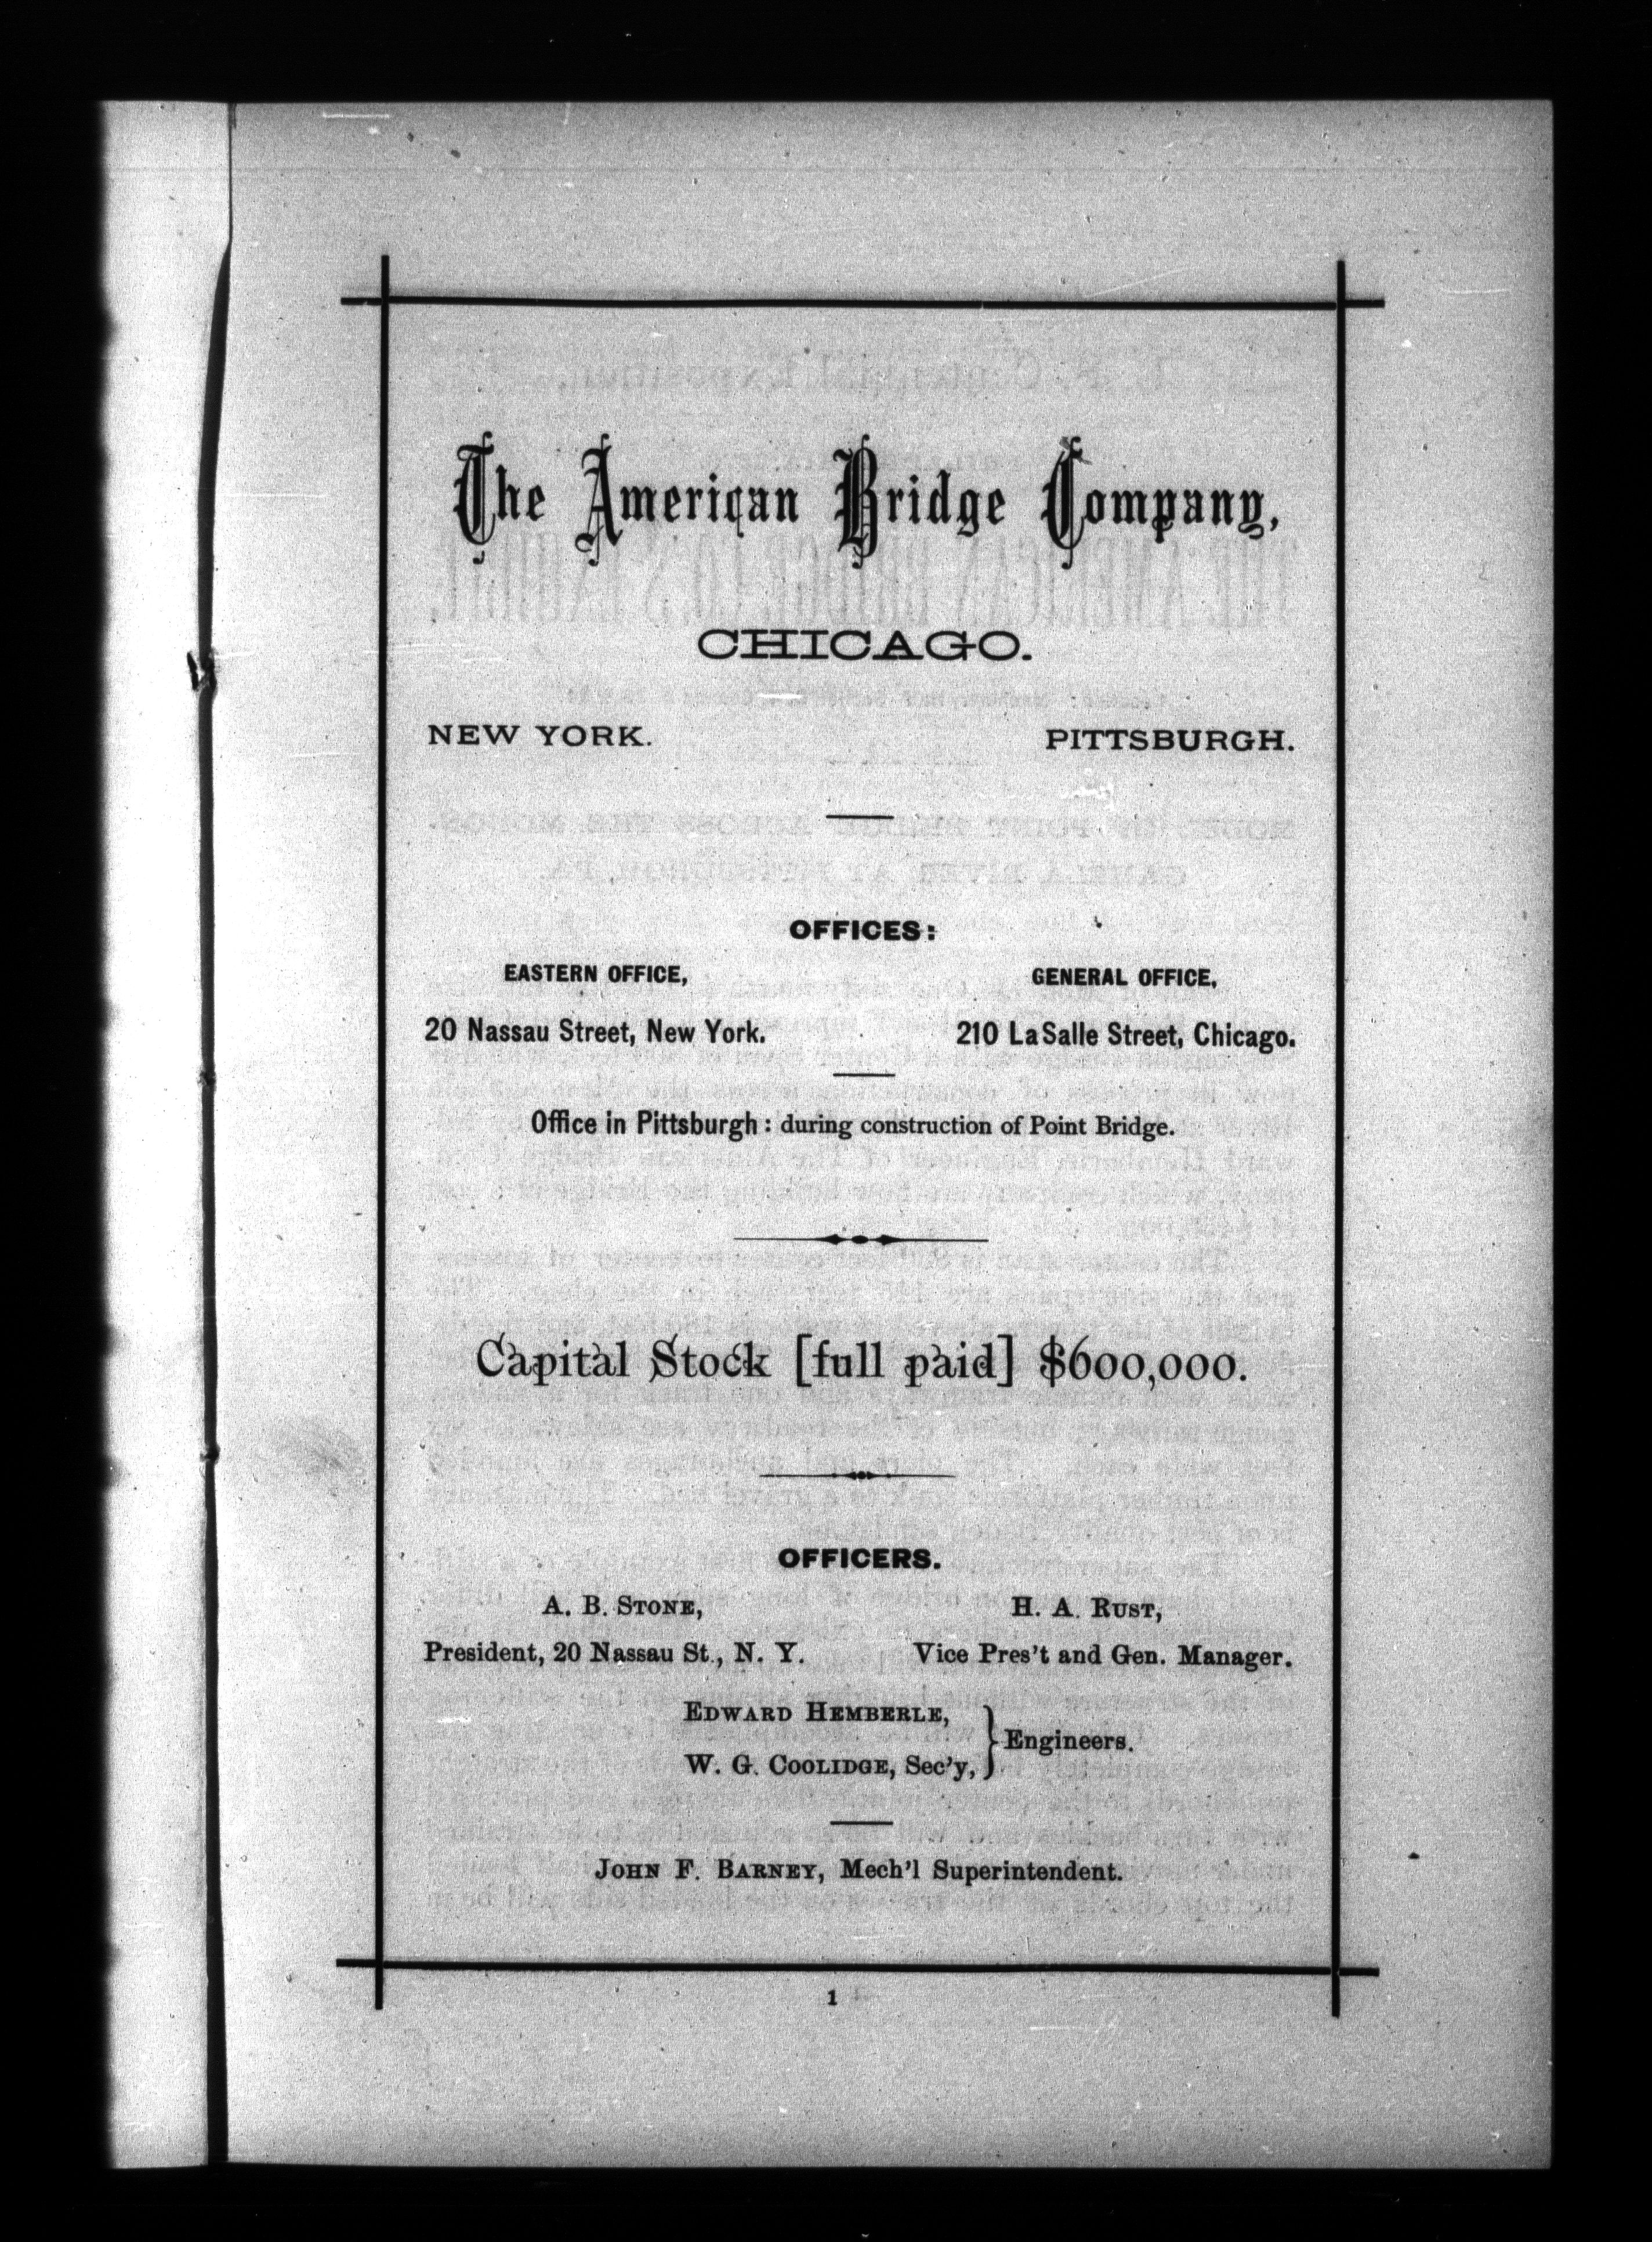 The American Bridge Company,
CHICAGO.
NEW YORK. PITTSBURGH.
OFFICES:
EASTERN OFFICE, GENERAL OFFICE,
20 Nassau Street, New York. 210 LaSalle Street, Chicago.
Office in Pittsburgh: during construction of Point Bridge.
Capital Stock [full paid] $600,000.
OFFICERS.
A. B. STONE, H. A. RUST,
President, 20 Nassau St., N. Y. Vice Pres't and Gen. Manager.
EDWARD HEMBERLE,
W. G. COOLIDGE, Sec'y, } Engineers.
JOHN F. BARNEY, Mech'l Superintendent.
1